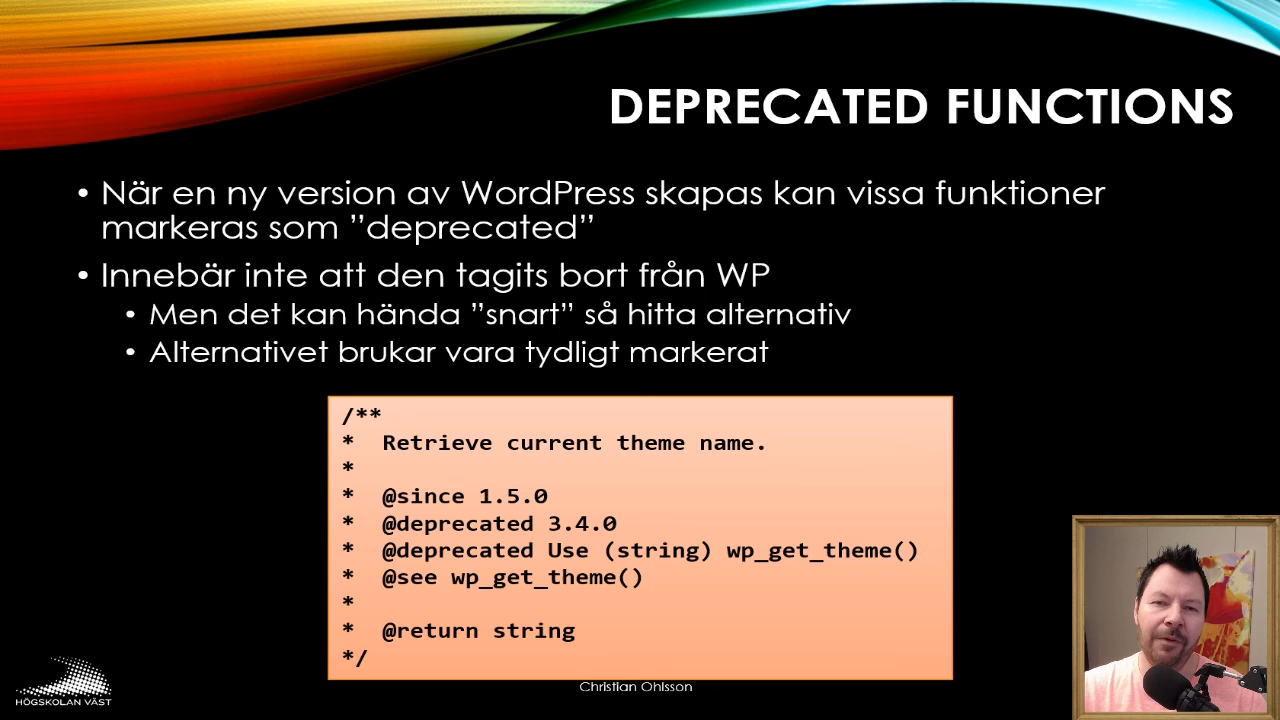 DEPRECATED FUNCTIONS
• När en ny version av WordPress skapas kan vissa funktioner
markeras som ”deprecated”
• Innebär inte att den tagits bort från WP
• Men det kan hända ”snart” så hitta alternativ
• Alternativet brukar vara tydligt markerat
/**
* Retrieve current theme name.
*
* @since 1.5.0
* @deprecated 3.4.0
* @deprecated Use (string) wp_get_theme()
* @see wp_get_theme()
*
* @return string
*/
Christian Ohlsson
HÖGSKOLAN VÄST